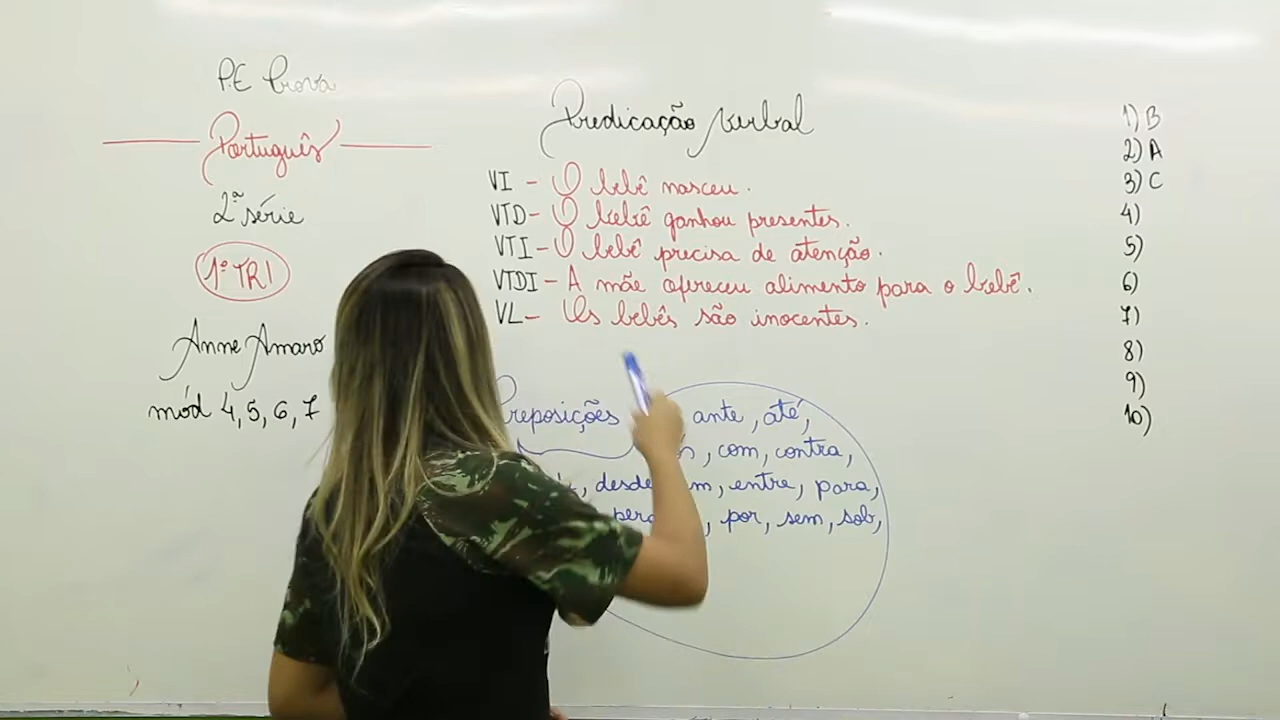 P.E Prova
Português
2ª série
1º TRI
Anne Amaro
mód 4, 5, 6, 7
Predicação Verbal
VI - O bebê nasceu.
VTD- O bebê ganhou presentes.
VTI - O bebê precisa de atenção.
VTDI - A mãe ofereceu alimento para o bebê.
VL- Os bebês são inocentes.
Preposições ante, até,
, com, contra,
, desde, entre, para,
, por, sem, sob,
1) B
2) A
3) C
4)
5)
6)
7)
8)
9)
10)